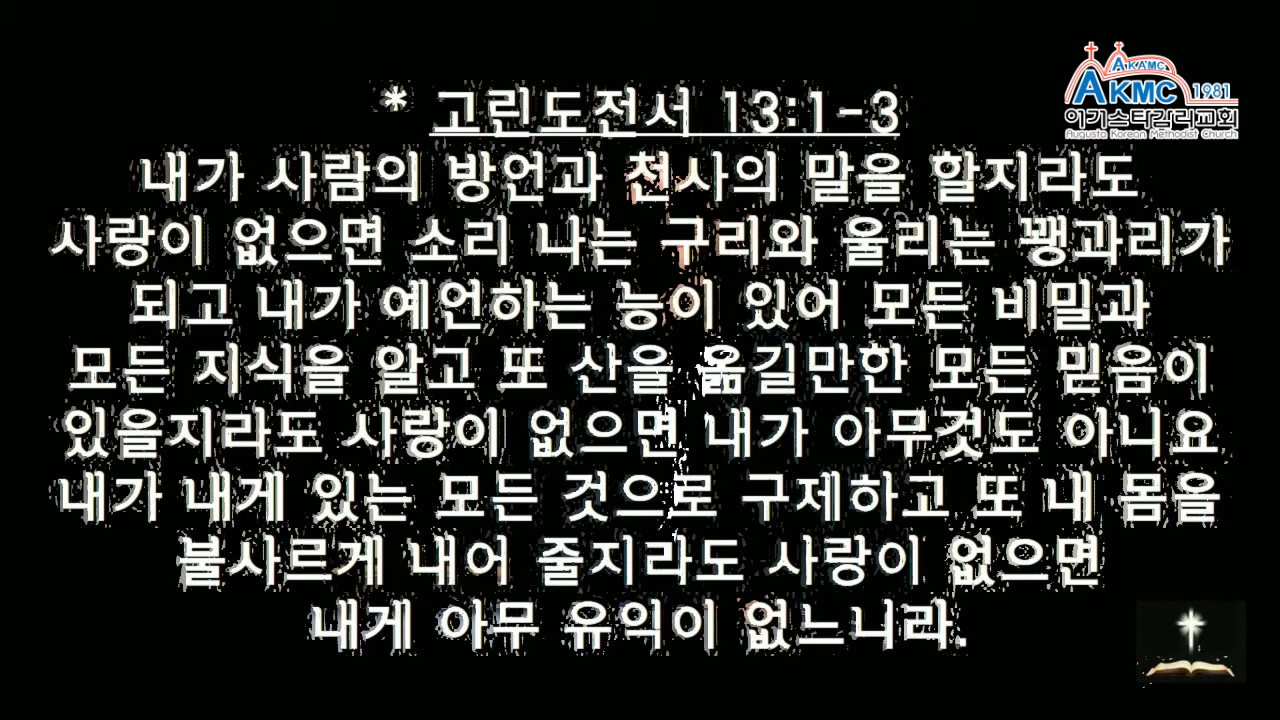 * 고린도전서 13:1-3
내가 사람의 방언과 천사의 말을 할지라도
사랑이 없으면 소리 나는 구리와 울리는 꽹과리가
되고 내가 예언하는 능이 있어 모든 비밀과
모든 지식을 알고 또 산을 옮길만한 모든 믿음이
있을지라도 사랑이 없으면 내가 아무것도 아니요
내가 내게 있는 모든 것으로 구제하고 또 내 몸을
불사르게 내어 줄지라도 사랑이 없으면
내게 아무 유익이 없느니라.
AKAMC
AKMC 1981
어거스타감리교회
Augusta Korean Methodist Church